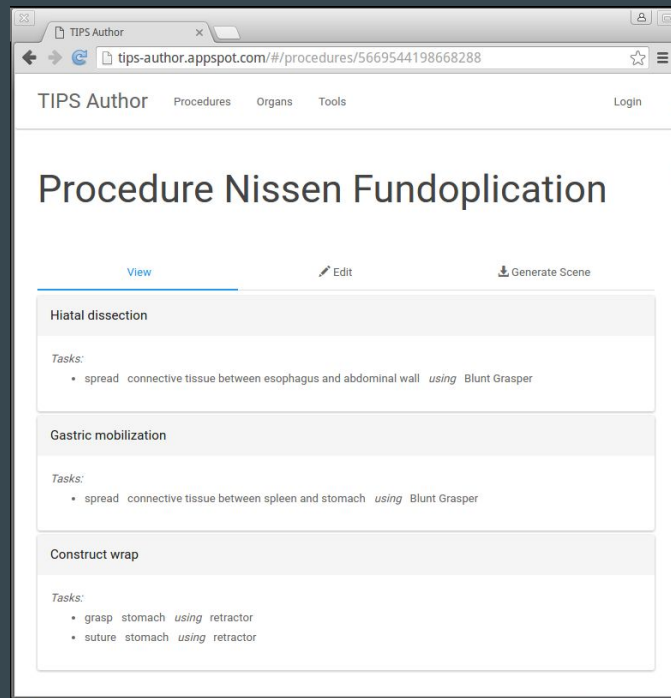 TIPS Author
tips-author.appspot.com/#/procedures/5669544198668288
TIPS Author Procedures Organs Tools Login
Procedure Nissen Fundoplication
View Edit Generate Scene
Hiatal dissection
Tasks:
• spread connective tissue between esophagus and abdominal wall using Blunt Grasper
Gastric mobilization
Tasks:
• spread connective tissue between spleen and stomach using Blunt Grasper
Construct wrap
Tasks:
• grasp stomach using retractor
• suture stomach using retractor